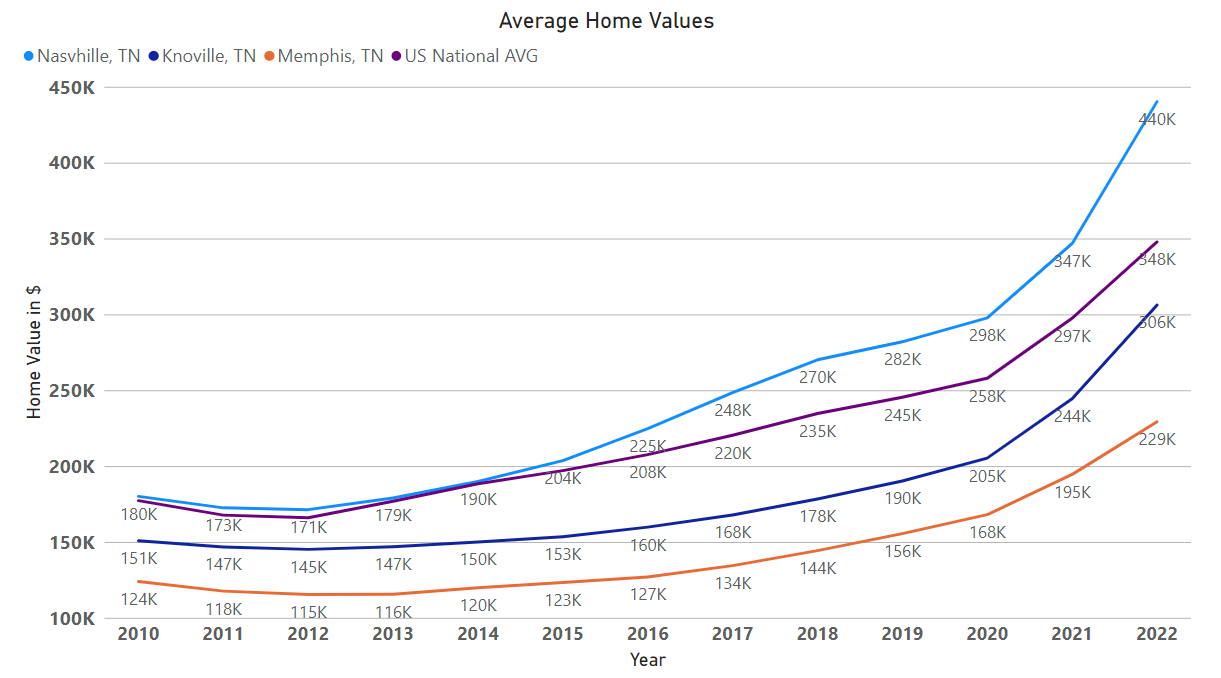 Average Home Values
Nasvhille, TN Knoville, TN Memphis, TN US National AVG
450K
400K
350K
300K
250K
200K
150K
100K
Home Value in $
440K
347K 348K
298K 297K 306K
270K 282K
248K 258K 244K
225K 235K 245K 229K
204K 208K 220K
190K 190K 205K 195K
180K 173K 171K 179K
151K 147K 145K 147K 150K 153K 160K 168K 178K
124K 118K 115K 116K 120K 123K 127K 134K 144K 156K 168K
2010 2011 2012 2013 2014 2015 2016 2017 2018 2019 2020 2021 2022
Year